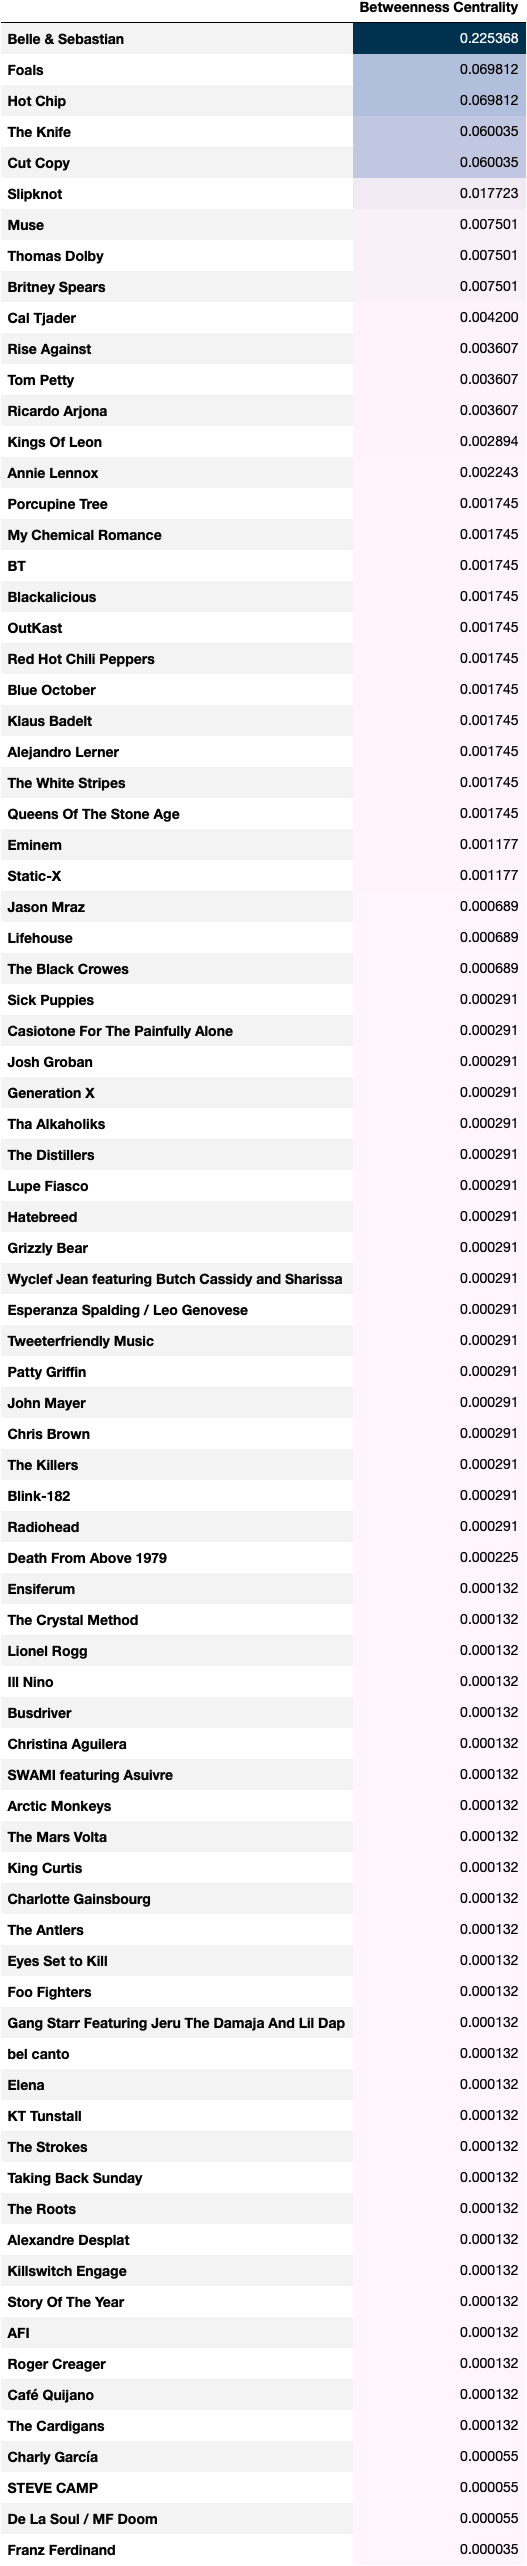 Betweenness Centrality
Belle & Sebastian 0.225368
Foals 0.069812
Hot Chip 0.069812
The Knife 0.060035
Cut Copy 0.060035
Slipknot 0.017723
Muse 0.007501
Thomas Dolby 0.007501
Britney Spears 0.007501
Cal Tjader 0.004200
Rise Against 0.003607
Tom Petty 0.003607
Ricardo Arjona 0.003607
Kings Of Leon 0.002894
Annie Lennox 0.002243
Porcupine Tree 0.001745
My Chemical Romance 0.001745
BT 0.001745
Blackalicious 0.001745
OutKast 0.001745
Red Hot Chili Peppers 0.001745
Blue October 0.001745
Klaus Badelt 0.001745
Alejandro Lerner 0.001745
The White Stripes 0.001745
Queens Of The Stone Age 0.001745
Eminem 0.001177
Static-X 0.001177
Jason Mraz 0.000689
Lifehouse 0.000689
The Black Crowes 0.000689
Sick Puppies 0.000291
Casiotone For The Painfully Alone 0.000291
Josh Groban 0.000291
Generation X 0.000291
Tha Alkaholiks 0.000291
The Distillers 0.000291
Lupe Fiasco 0.000291
Hatebreed 0.000291
Grizzly Bear 0.000291
Wyclef Jean featuring Butch Cassidy and Sharissa 0.000291
Esperanza Spalding / Leo Genovese 0.000291
Tweeterfriendly Music 0.000291
Patty Griffin 0.000291
John Mayer 0.000291
Chris Brown 0.000291
The Killers 0.000291
Blink-182 0.000291
Radiohead 0.000291
Death From Above 1979 0.000225
Ensiferum 0.000132
The Crystal Method 0.000132
Lionel Rogg 0.000132
Ill Nino 0.000132
Busdriver 0.000132
Christina Aguilera 0.000132
SWAMI featuring Asuivre 0.000132
Arctic Monkeys 0.000132
The Mars Volta 0.000132
King Curtis 0.000132
Charlotte Gainsbourg 0.000132
The Antlers 0.000132
Eyes Set to Kill 0.000132
Foo Fighters 0.000132
Gang Starr Featuring Jeru The Damaja And Lil Dap 0.000132
bel canto 0.000132
Elena 0.000132
KT Tunstall 0.000132
The Strokes 0.000132
Taking Back Sunday 0.000132
The Roots 0.000132
Alexandre Desplat 0.000132
Killswitch Engage 0.000132
Story Of The Year 0.000132
AFI 0.000132
Roger Creager 0.000132
Café Quijano 0.000132
The Cardigans 0.000132
Charly García 0.000055
STEVE CAMP 0.000055
De La Soul / MF Doom 0.000055
Franz Ferdinand 0.000035